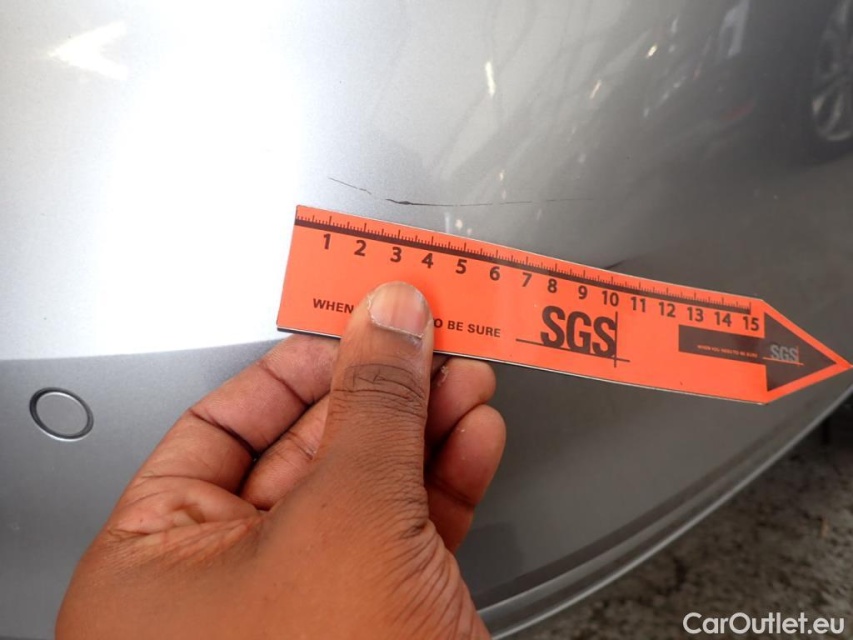 1 2 3 4 5 6 7 8 9 10 11 12 13 14 15
WHEN O BE SURE SGS SGS
CarOutlet.eu